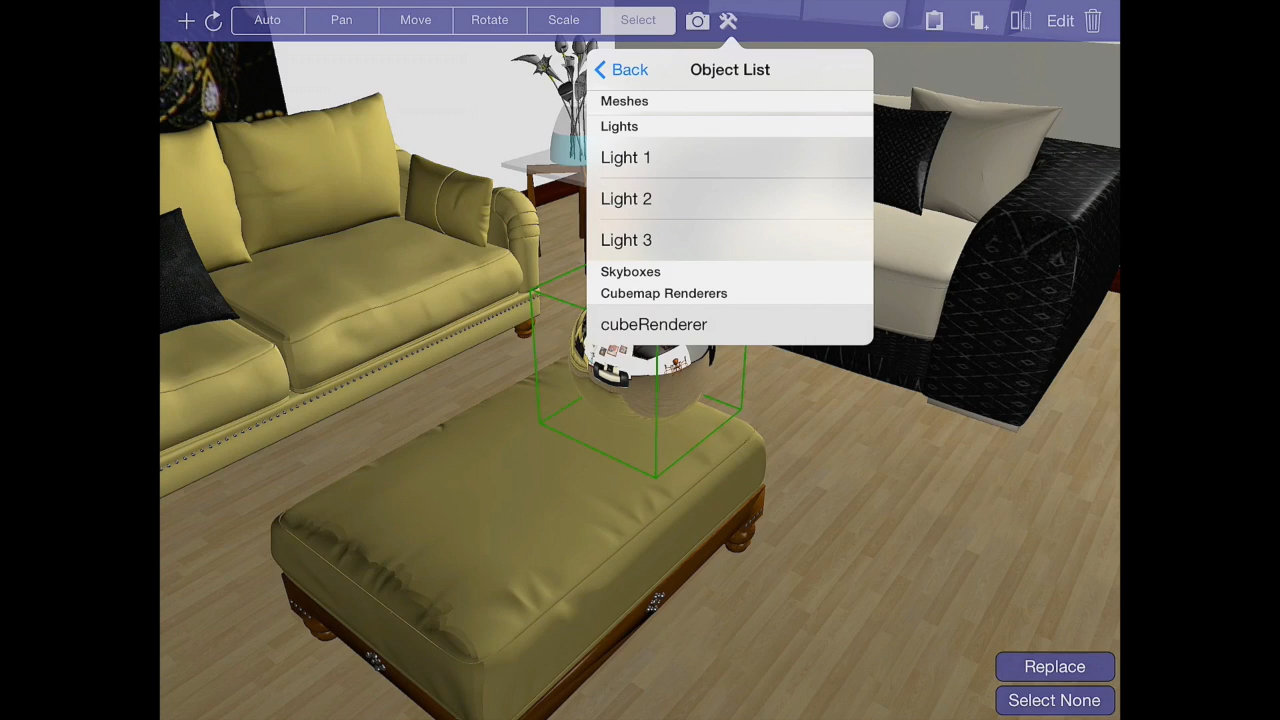 Auto Pan Move Rotate Scale Select Edit
Back Object List
Meshes
Lights
Light 1
Light 2
Light 3
Skyboxes
Cubemap Renderers
cubeRenderer
Replace
Select None